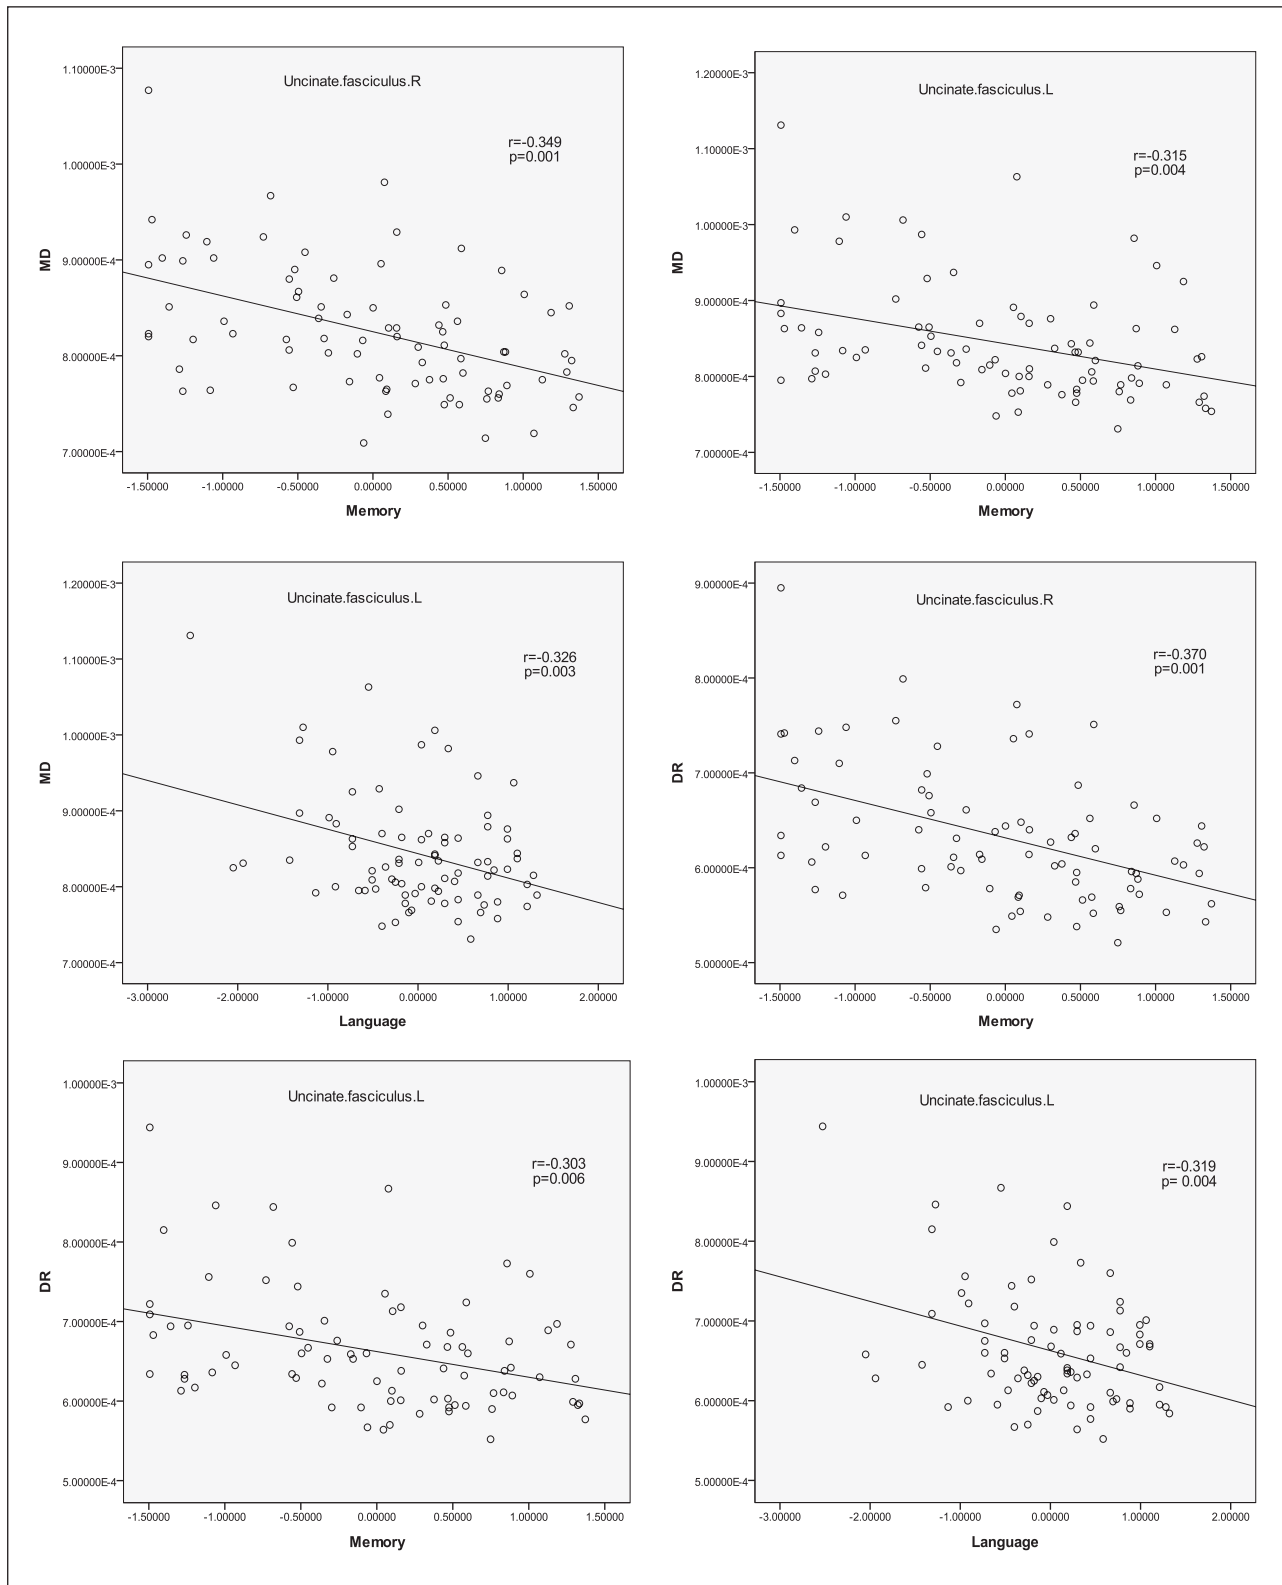 Uncinate.fasciculus.R
r=-0.349
p=0.001
1.10000E-3
1.00000E-3
9.00000E-4
8.00000E-4
7.00000E-4
MD
-1.50000 -1.00000 -0.50000 0.00000 0.50000 1.00000 1.50000
Memory
Uncinate.fasciculus.L
r=-0.315
p=0.004
1.20000E-3
1.10000E-3
1.00000E-3
9.00000E-4
8.00000E-4
7.00000E-4
MD
-1.50000 -1.00000 -0.50000 0.00000 0.50000 1.00000 1.50000
Memory
Uncinate.fasciculus.L
r=-0.326
p=0.003
1.20000E-3
1.10000E-3
1.00000E-3
9.00000E-4
8.00000E-4
7.00000E-4
MD
-3.00000 -2.00000 -1.00000 0.00000 1.00000 2.00000
Language
Uncinate.fasciculus.R
r=-0.370
p=0.001
9.00000E-4
8.00000E-4
7.00000E-4
6.00000E-4
5.00000E-4
DR
-1.50000 -1.00000 -0.50000 0.00000 0.50000 1.00000 1.50000
Memory
Uncinate.fasciculus.L
r=-0.303
p=0.006
1.00000E-3
9.00000E-4
8.00000E-4
7.00000E-4
6.00000E-4
5.00000E-4
DR
-1.50000 -1.00000 -0.50000 0.00000 0.50000 1.00000 1.50000
Memory
Uncinate.fasciculus.L
r=-0.319
p= 0.004
1.00000E-3
9.00000E-4
8.00000E-4
7.00000E-4
6.00000E-4
5.00000E-4
DR
-3.00000 -2.00000 -1.00000 0.00000 1.00000 2.00000
Language